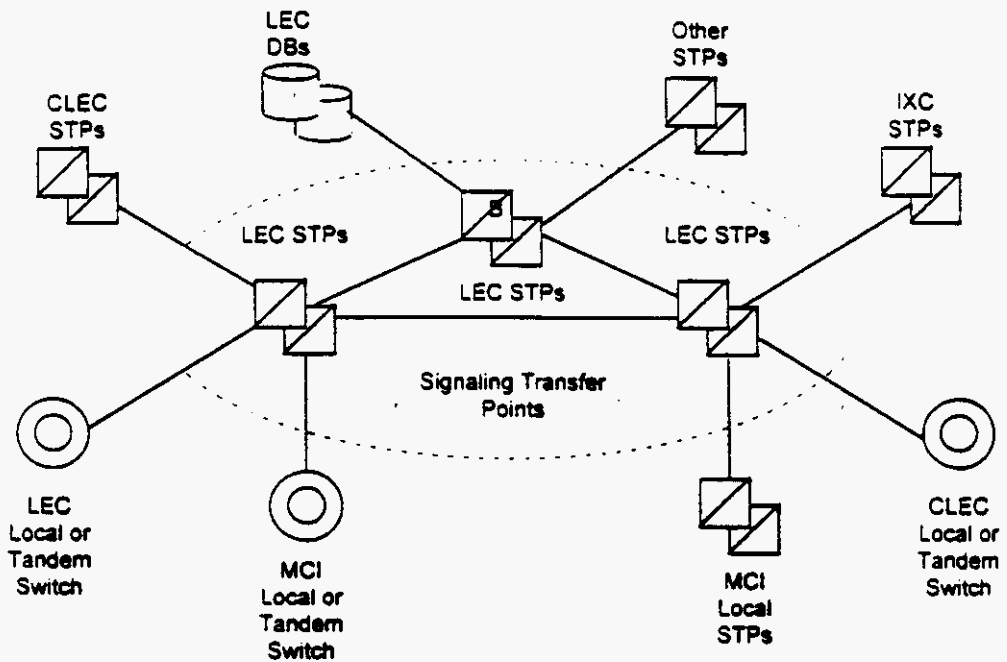 LEC
DBs
Other
STPs
CLEC
STPs
IXC
STPs
S
LEC STPs
LEC STPs
LEC STPs
Signaling Transfer
Points
LEC
Local or
Tandem
Switch
MCI
Local or
Tandem
Switch
MCI
Local
STPs
CLEC
Local or
Tandem
Switch